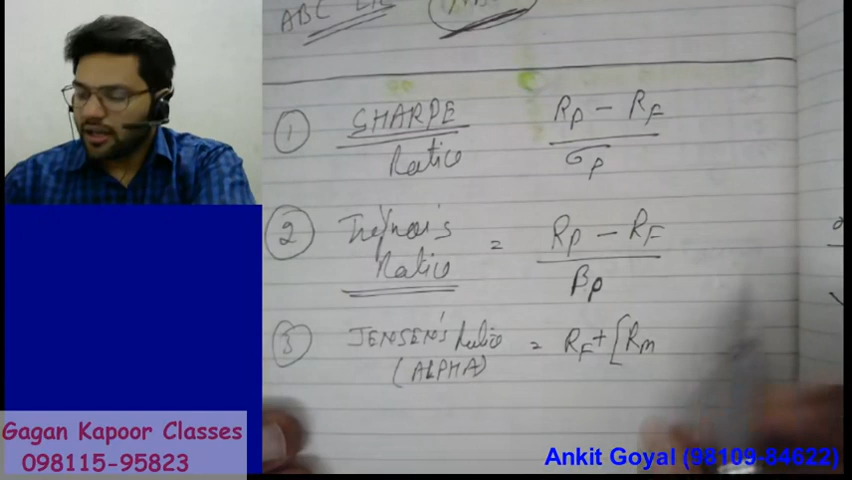 ABC Ltd
① SHARPE Rp - RF
Ratio σp
② Treynor's = Rp - RF
Ratio βp
③ JENSEN'S Ratio = RF + [Rm
(ALPHA)
Gagan Kapoor Classes
098115-95823
Ankit Goyal (98109-84622)